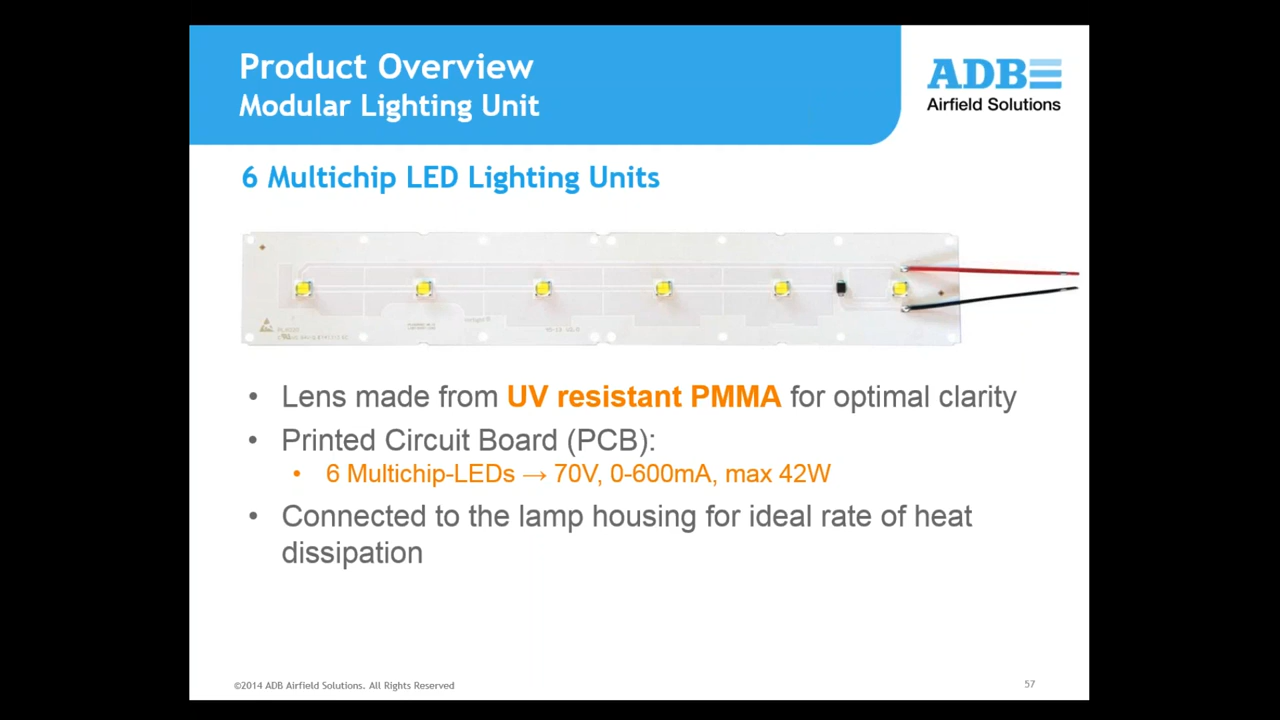 Product Overview
Modular Lighting Unit
ADB
Airfield Solutions
6 Multichip LED Lighting Units
• Lens made from UV resistant PMMA for optimal clarity
• Printed Circuit Board (PCB):
• 6 Multichip-LEDs → 70V, 0-600mA, max 42W
• Connected to the lamp housing for ideal rate of heat
dissipation
©2014 ADB Airfield Solutions. All Rights Reserved
57